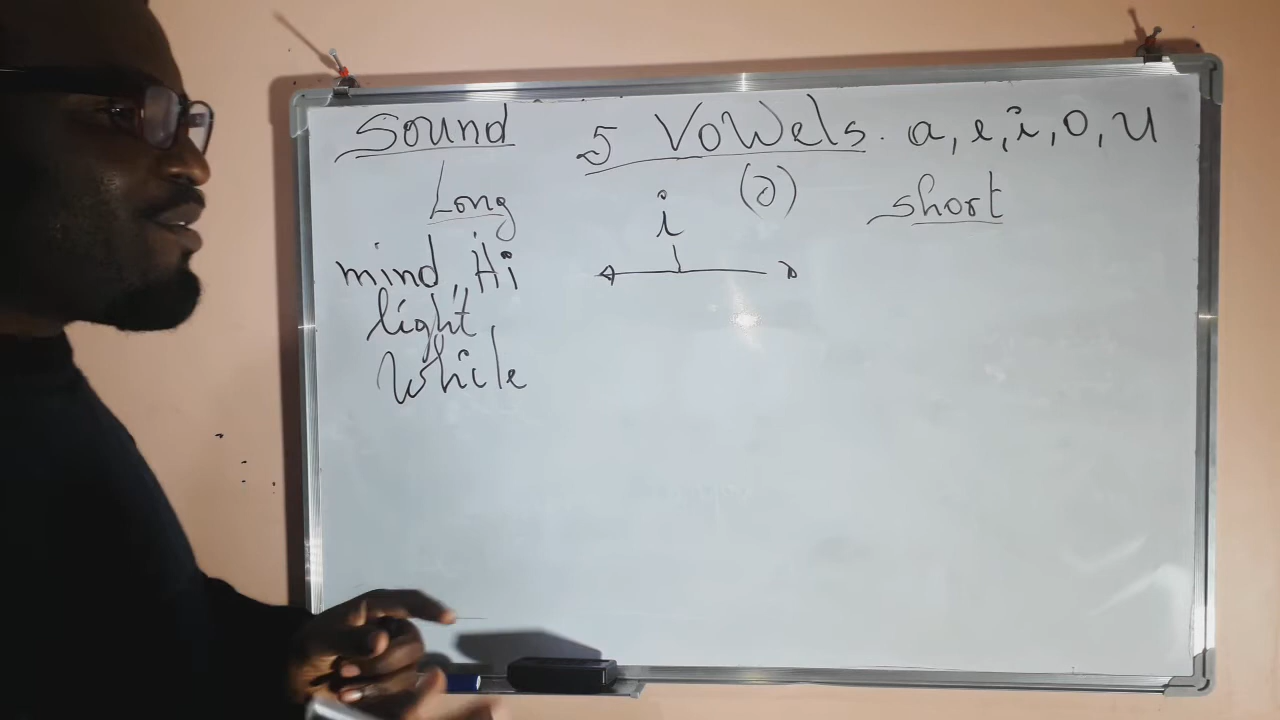 Sound 5 Vowels. a, e, i, o, u
Long i (ə) short
mind, Hi
light,
While